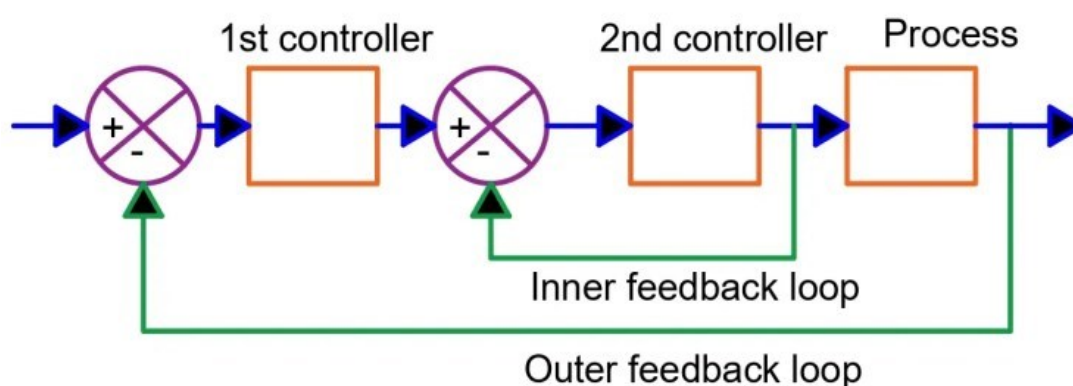 1st controller
2nd controller
Process
+
-
+
-
Inner feedback loop
Outer feedback loop